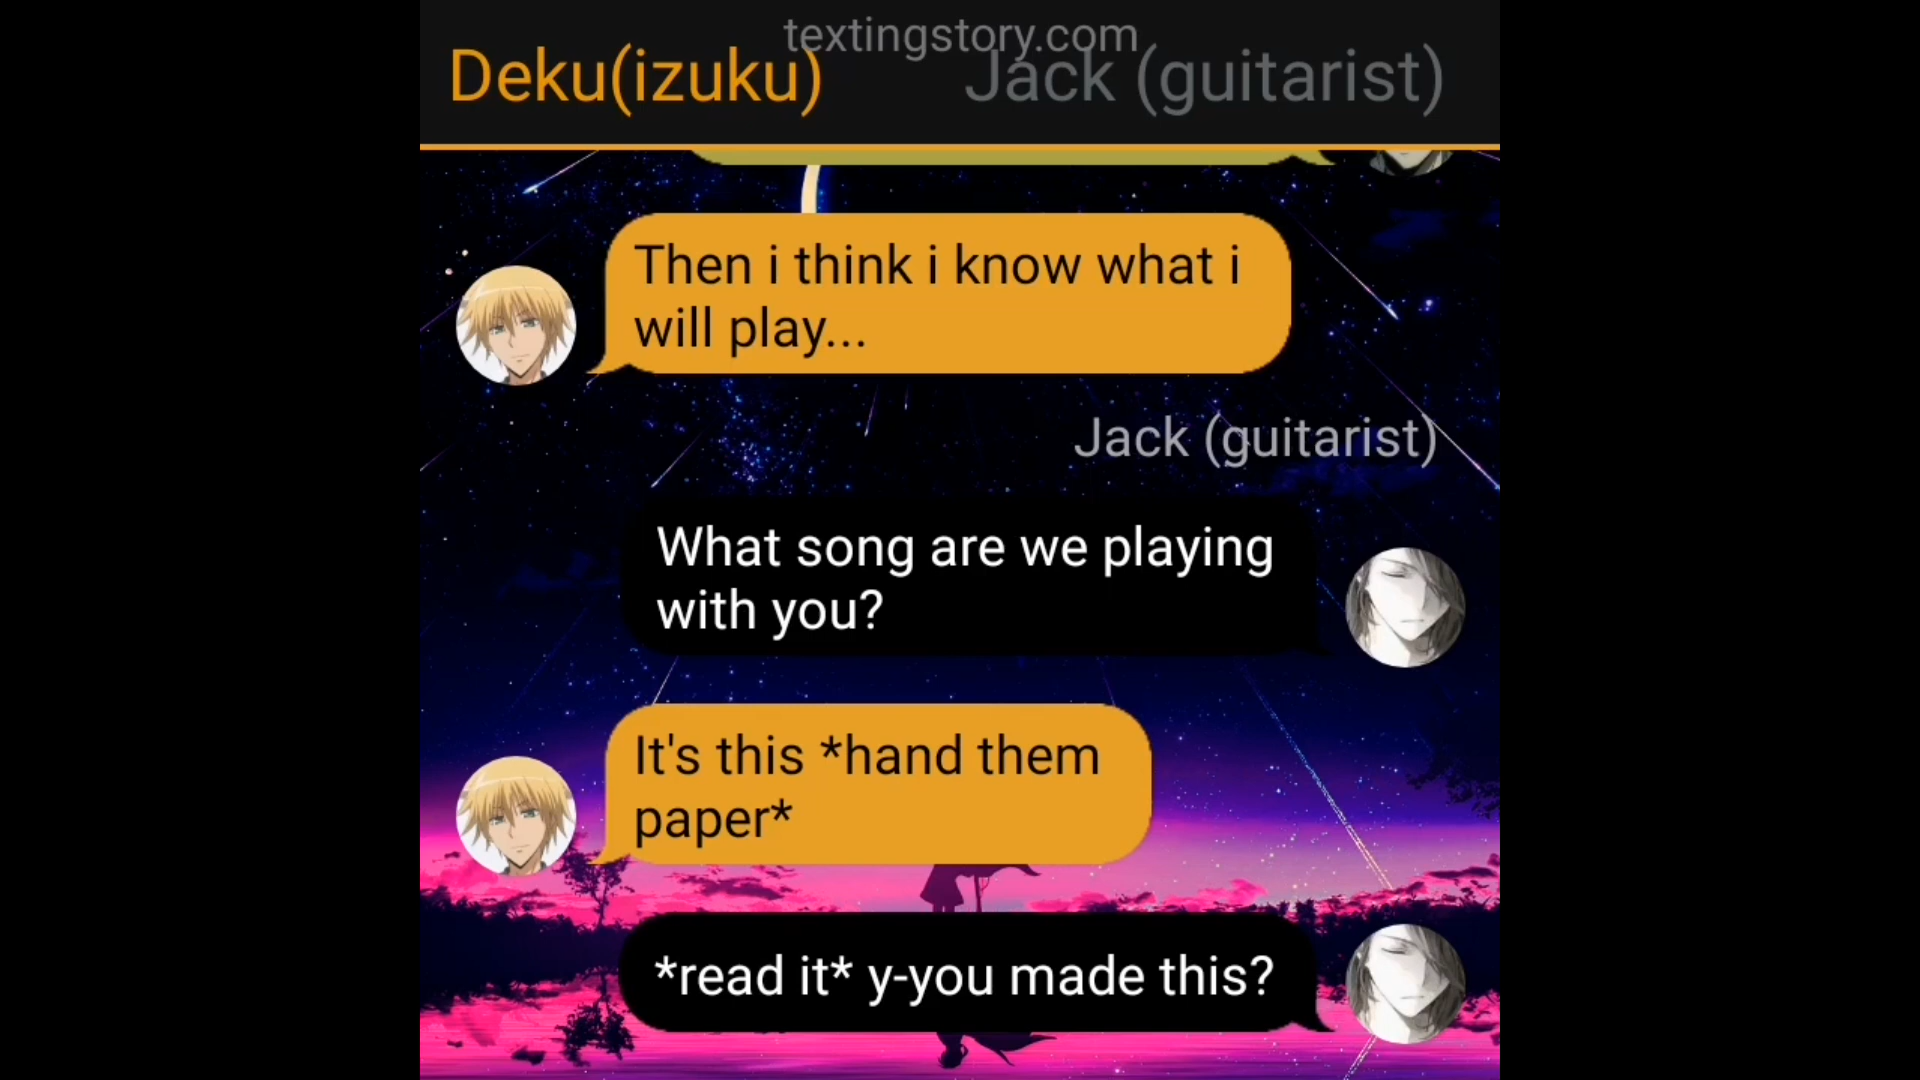 textingstory.com
Deku(izuku) Jack (guitarist)
Then i think i know what i
will play...
Jack (guitarist)
What song are we playing
with you?
It's this *hand them
paper*
*read it* y-you made this?